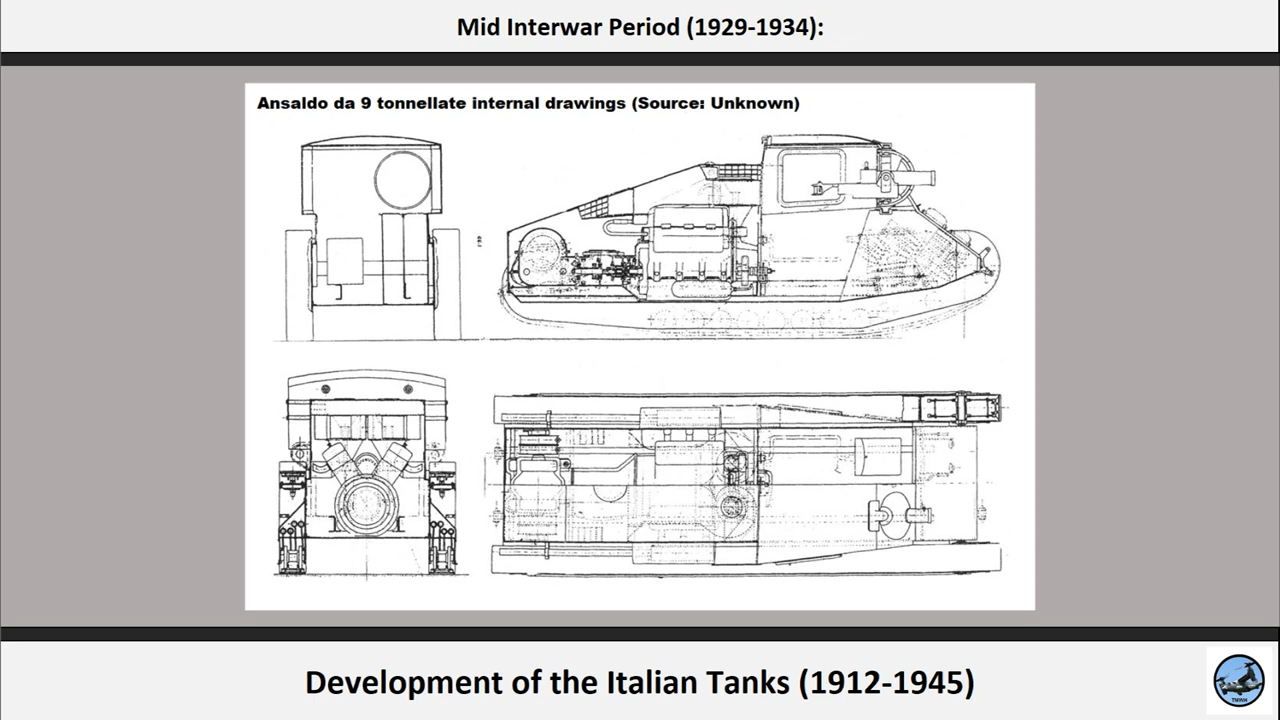 Mid Interwar Period (1929-1934):
Ansaldo da 9 tonnellate internal drawings (Source: Unknown)
Development of the Italian Tanks (1912-1945)